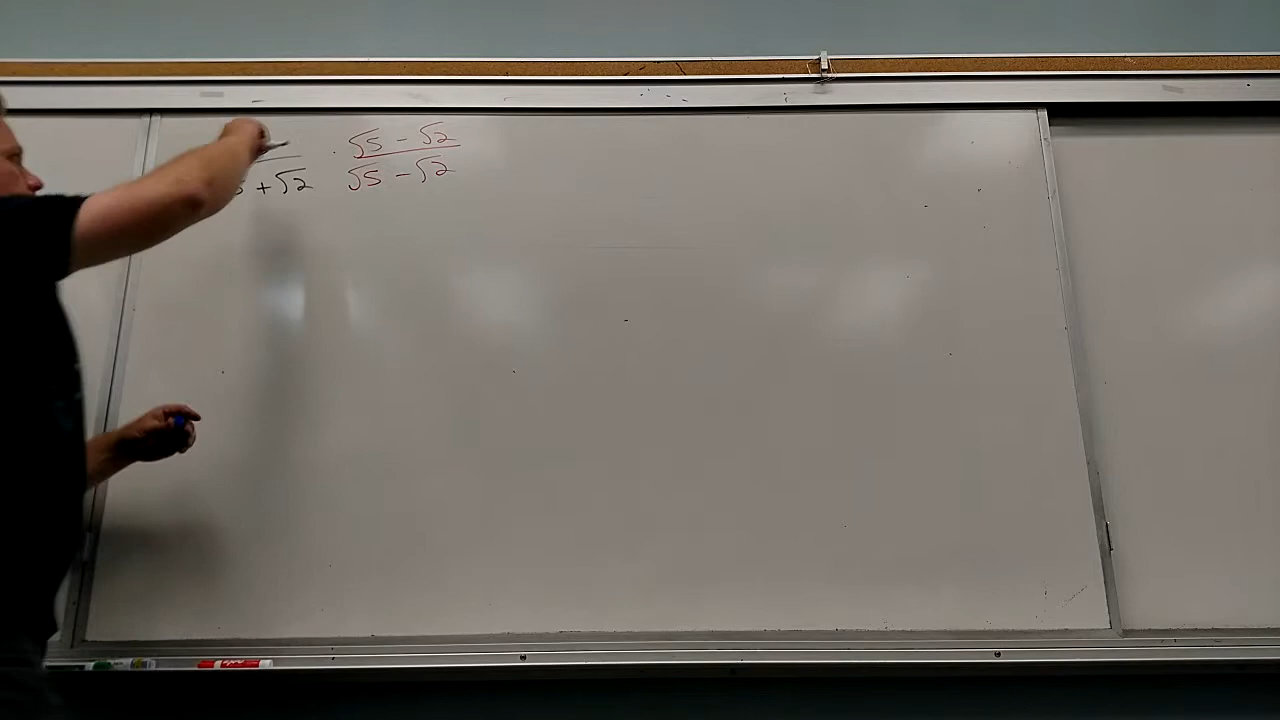 · √5 - √2
+ √2 √5 - √2